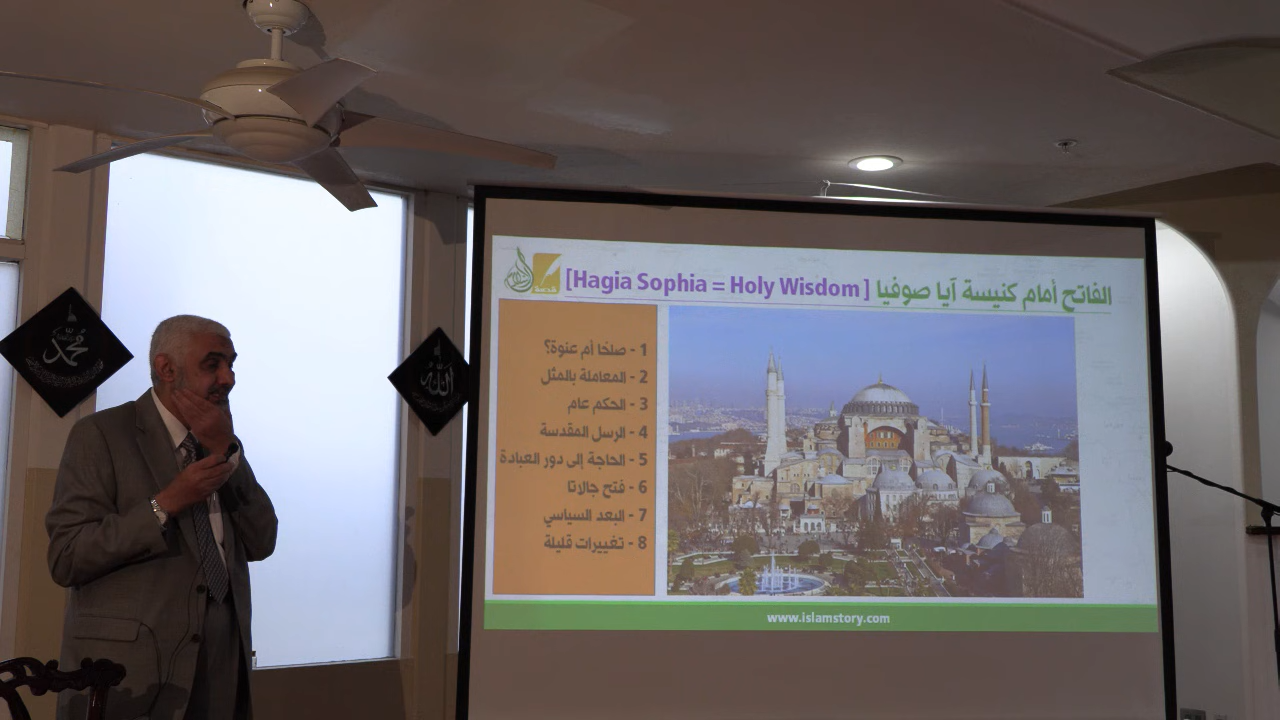 الفاتح أمام كنيسة آيا صوفيا [Hagia Sophia = Holy Wisdom]
1 - صلحًا أم عنوة؟
2 - المعاملة بالمثل
3 - الحكم عام
4 - الرسل المقدسة
5 - الحاجة إلى دور العبادة
6 - فتح جالاتا
7 - البعد السياسي
8 - تغييرات قليلة
www.islamstory.com
محمد
الله